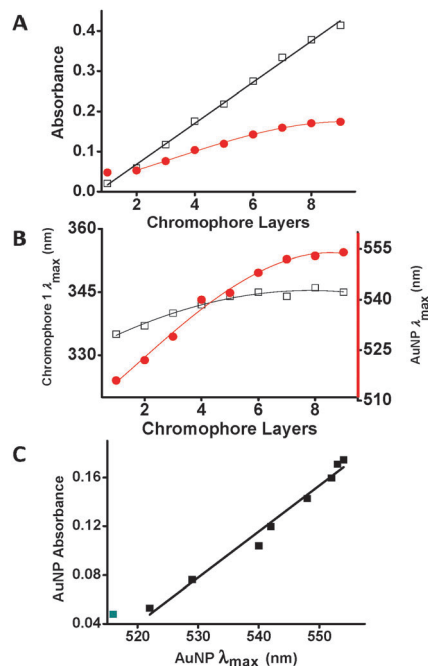 A
Absorbance
0.4
0.3
0.2
0.1
0.0
2
4
6
8
Chromophore Layers
B
Chromophore 1 λmax (nm)
360
345
330
2
4
6
8
Chromophore Layers
555
540
525
510
AuNP λmax (nm)
C
AuNP Absorbance
0.16
0.12
0.08
0.04
520
530
540
550
AuNP λmax (nm)